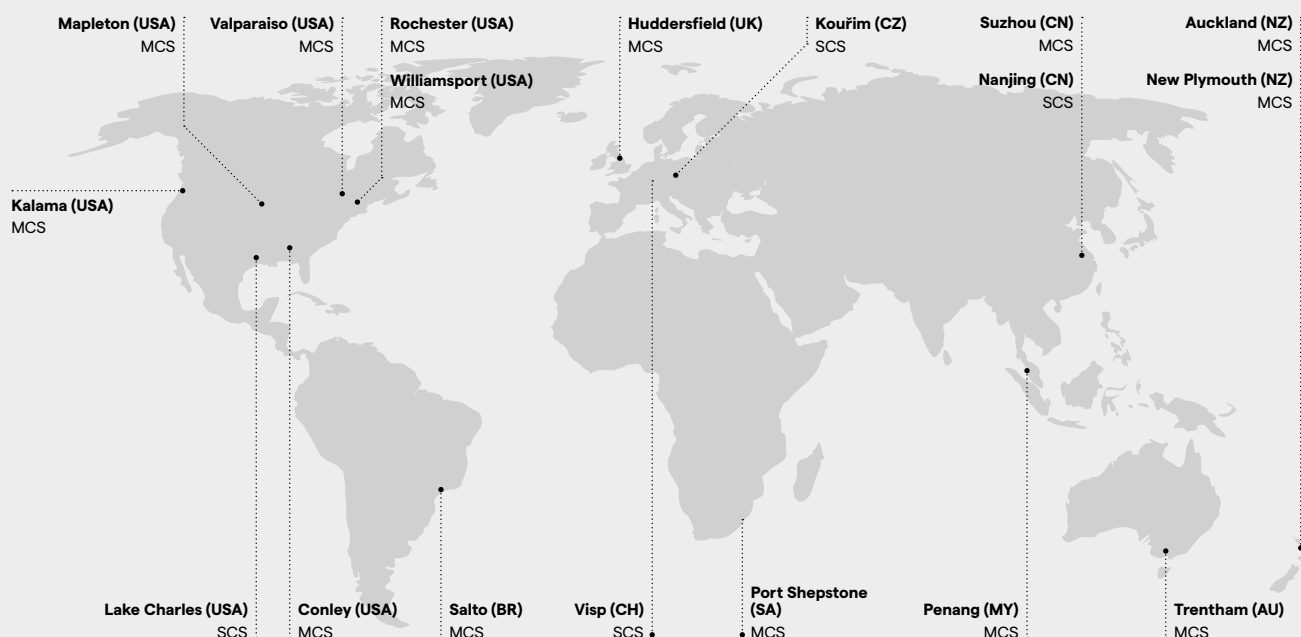 Mapleton (USA)
MCS
Valparaiso (USA)
MCS
Rochester (USA)
MCS
Williamsport (USA)
MCS
Huddersfield (UK)
MCS
Kouřim (CZ)
SCS
Suzhou (CN)
MCS
Nanjing (CN)
SCS
Auckland (NZ)
MCS
New Plymouth (NZ)
MCS
Kalama (USA)
MCS
Lake Charles (USA)
SCS
Conley (USA)
MCS
Salto (BR)
MCS
Visp (CH)
SCS
Port Shepstone
(SA)
MCS
Penang (MY)
MCS
Trentham (AU)
MCS